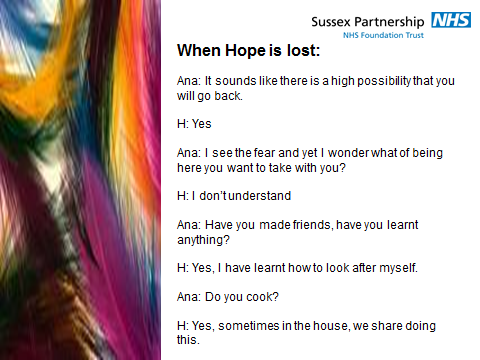 Sussex Partnership NHS
NHS Foundation Trust
When Hope is lost:
Ana: It sounds like there is a high possibility that you
will go back.
H: Yes
Ana: I see the fear and yet I wonder what of being
here you want to take with you?
H: I don't understand
Ana: Have you made friends, have you learnt
anything?
H: Yes, I have learnt how to look after myself.
Ana: Do you cook?
H: Yes, sometimes in the house, we share doing
this.